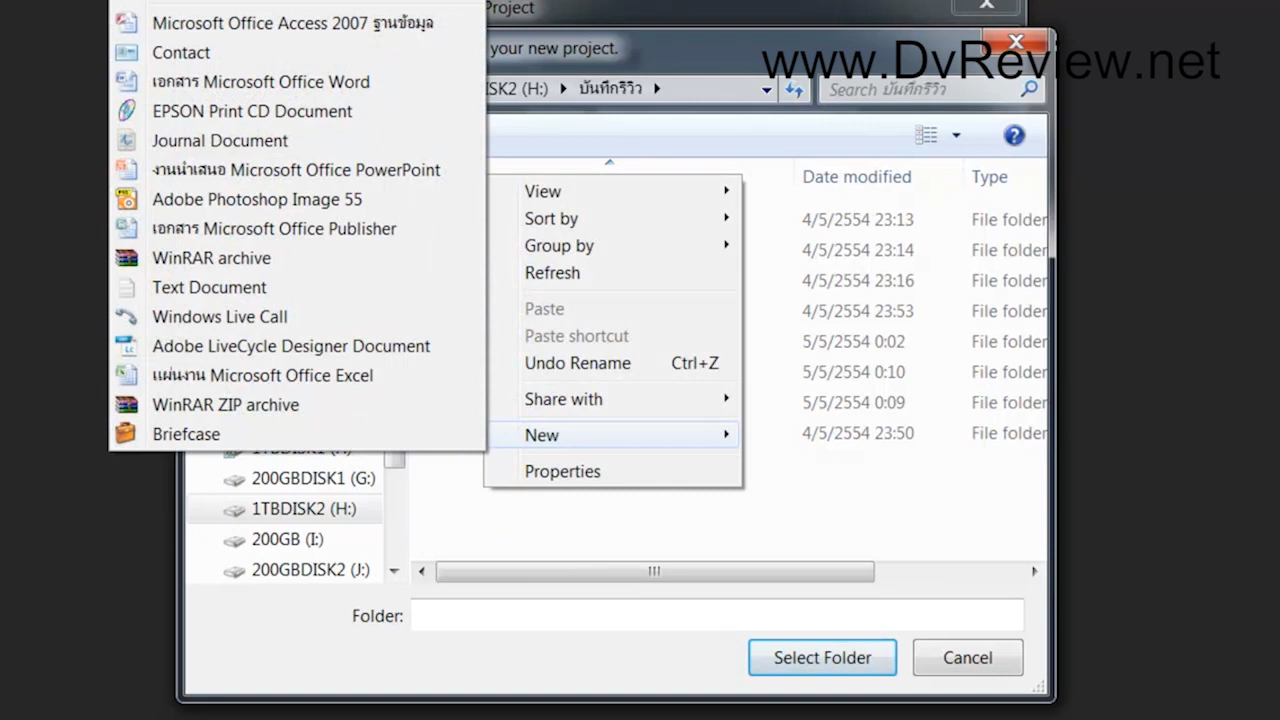 Project
your new project.
www.DvReview.net
SK2 (H:) บันทึกรีวิว
Search บันทึกรีวิว
Microsoft Office Access 2007 ฐานข้อมูล
Contact
เอกสาร Microsoft Office Word
EPSON Print CD Document
Journal Document
งานนำเสนอ Microsoft Office PowerPoint
Adobe Photoshop Image 55
เอกสาร Microsoft Office Publisher
WinRAR archive
Text Document
Windows Live Call
Adobe LiveCycle Designer Document
แผ่นงาน Microsoft Office Excel
WinRAR ZIP archive
Briefcase
View
Sort by
Group by
Refresh
Paste
Paste shortcut
Undo Rename Ctrl+Z
Share with
New
Properties
Date modified Type
4/5/2554 23:13 File folder
4/5/2554 23:14 File folder
4/5/2554 23:16 File folder
4/5/2554 23:53 File folder
5/5/2554 0:02 File folder
5/5/2554 0:10 File folder
5/5/2554 0:09 File folder
4/5/2554 23:50 File folder
200GBDISK1 (G:)
1TBDISK2 (H:)
200GB (I:)
200GBDISK2 (J:)
Folder:
Select Folder Cancel